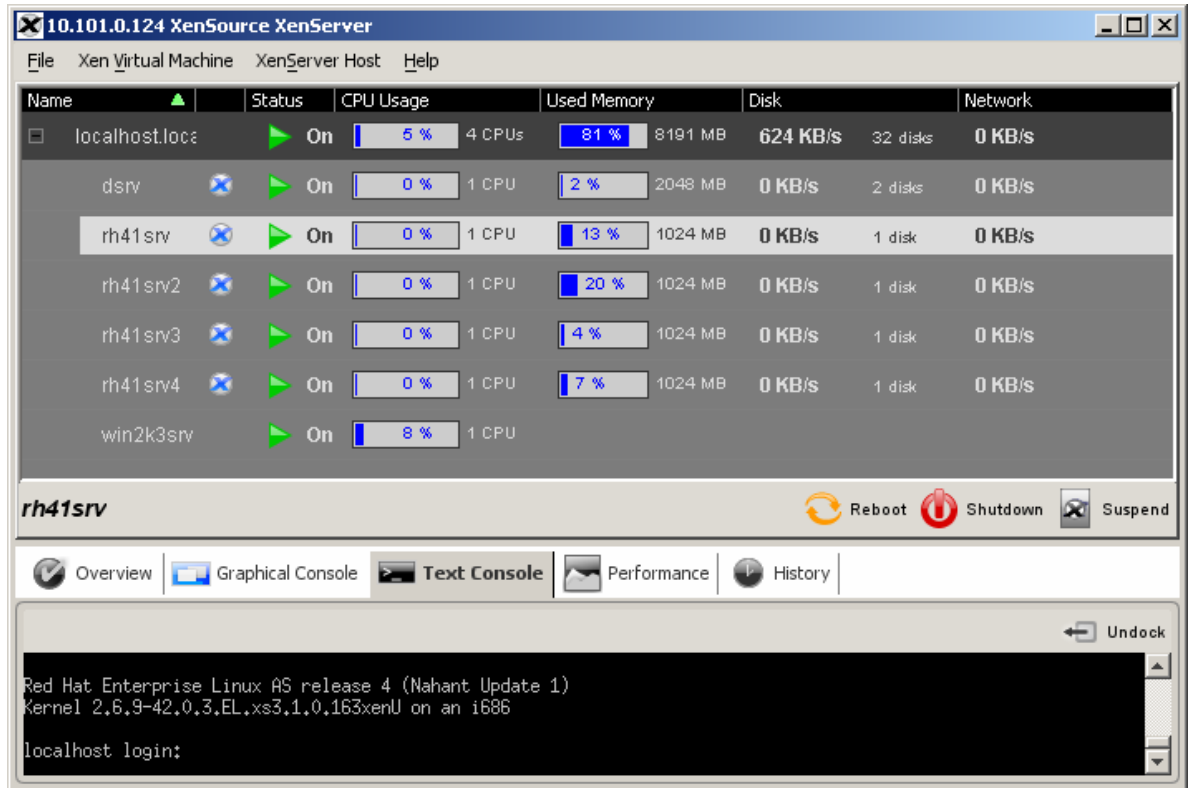 10.101.0.124 XenSource XenServer
File Xen Virtual Machine XenServer Host Help
Name Status CPU Usage Used Memory Disk Network
localhost.loca On 5 % 4 CPUs 81 % 8191 MB 624 KB/s 32 disks 0 KB/s
dsrv On 0 % 1 CPU 2 % 2048 MB 0 KB/s 2 disks 0 KB/s
rh41srv On 0 % 1 CPU 13 % 1024 MB 0 KB/s 1 disk 0 KB/s
rh41srv2 On 0 % 1 CPU 20 % 1024 MB 0 KB/s 1 disk 0 KB/s
rh41srv3 On 0 % 1 CPU 4 % 1024 MB 0 KB/s 1 disk 0 KB/s
rh41srv4 On 0 % 1 CPU 7 % 1024 MB 0 KB/s 1 disk 0 KB/s
win2k3srv On 8 % 1 CPU
rh41srv Reboot Shutdown Suspend
Overview Graphical Console Text Console Performance History
Undock
Red Hat Enterprise Linux AS release 4 (Nahant Update 1)
Kernel 2.6.9-42.0.3.EL.xs3.1.0.163xenU on an i686
localhost login: